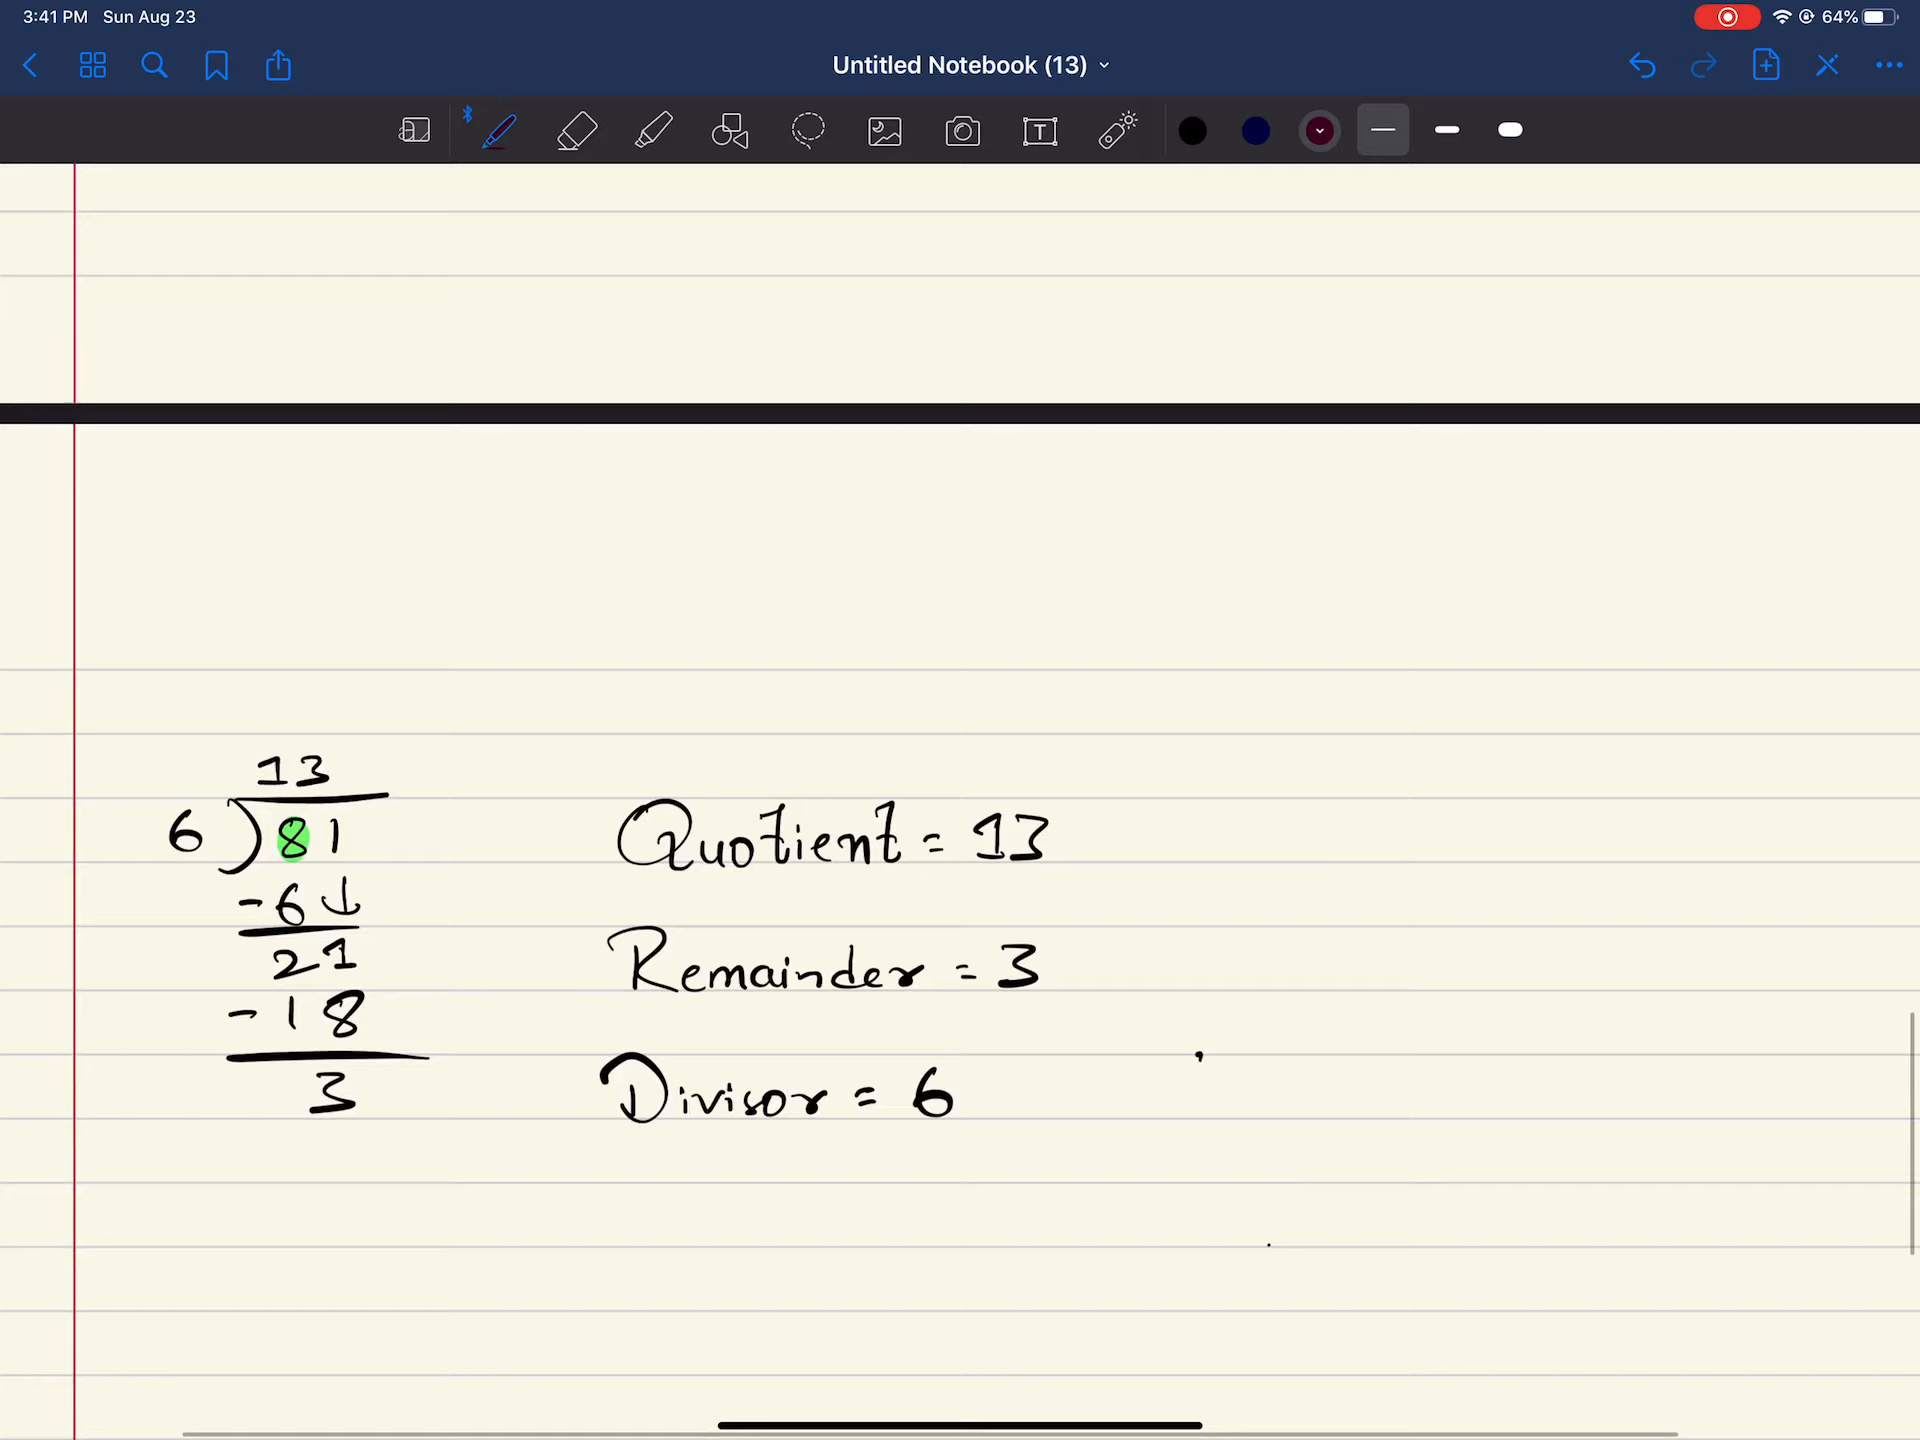 3:41 PM Sun Aug 23
64%
Untitled Notebook (13)
T
13
6 ) 81
-6↓
21
-18
3
Quotient = 13
Remainder = 3
Divisor = 6